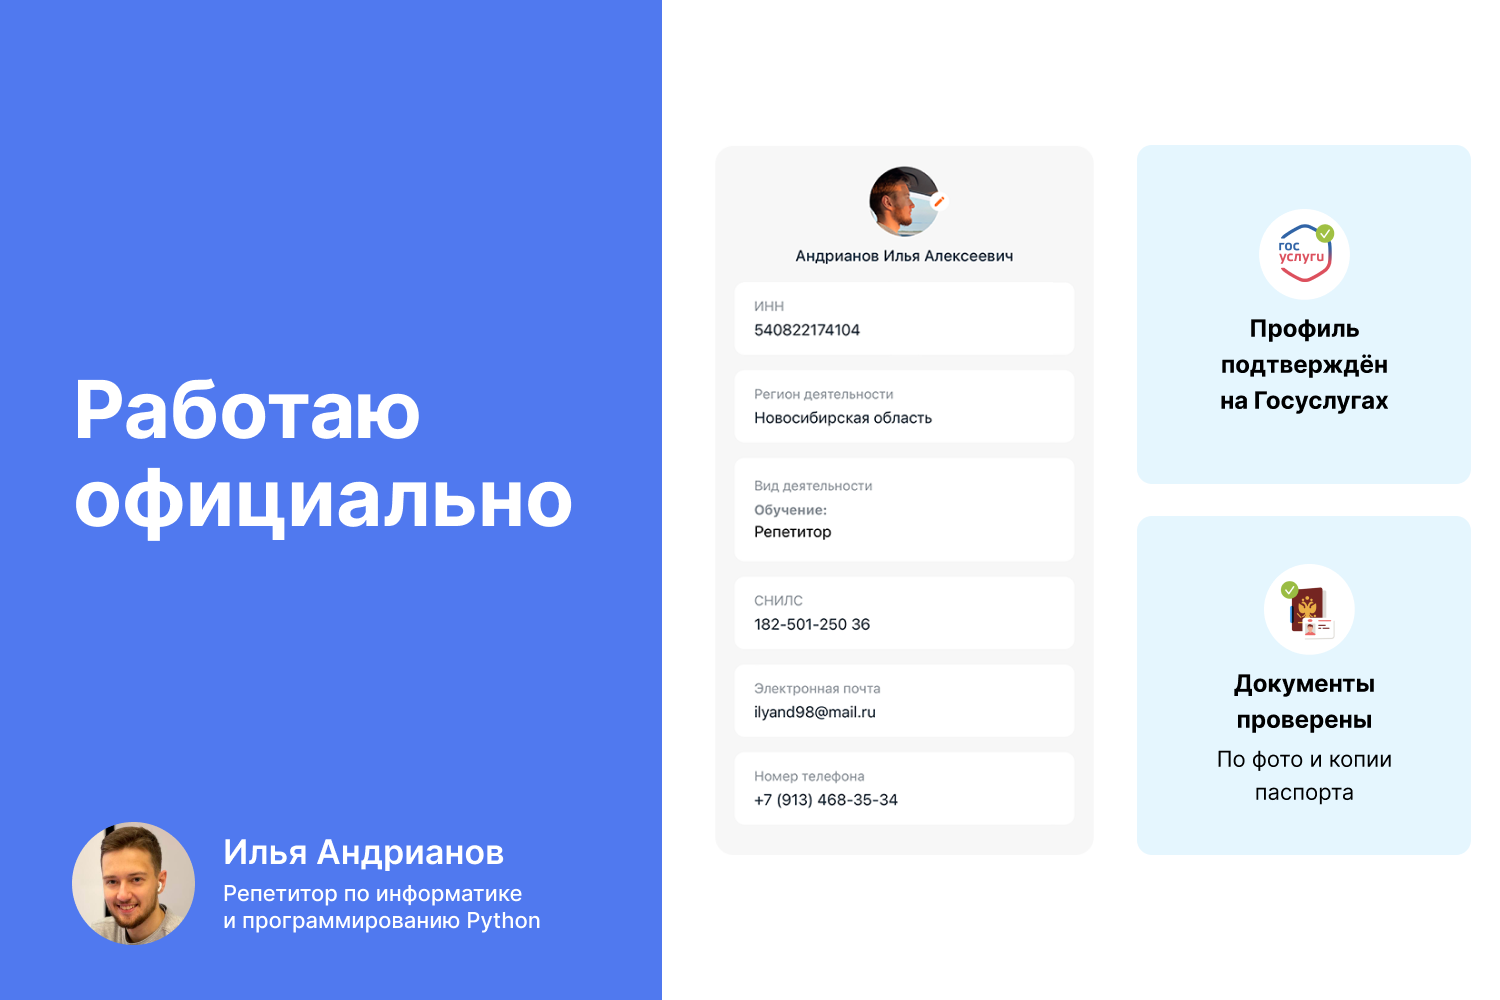 Работаю
официально
Илья Андрианов
Репетитор по информатике
и программированию Python
Андрианов Илья Алексеевич
ИНН
540822174104
Регион деятельности
Новосибирская область
Вид деятельности
Обучение:
Репетитор
СНИЛС
182-501-250 36
Электронная почта
ilyand98@mail.ru
Номер телефона
+7 (913) 468-35-34
гос
услуги
Профиль
подтверждён
на Госуслугах
Документы
проверены
По фото и копии
паспорта